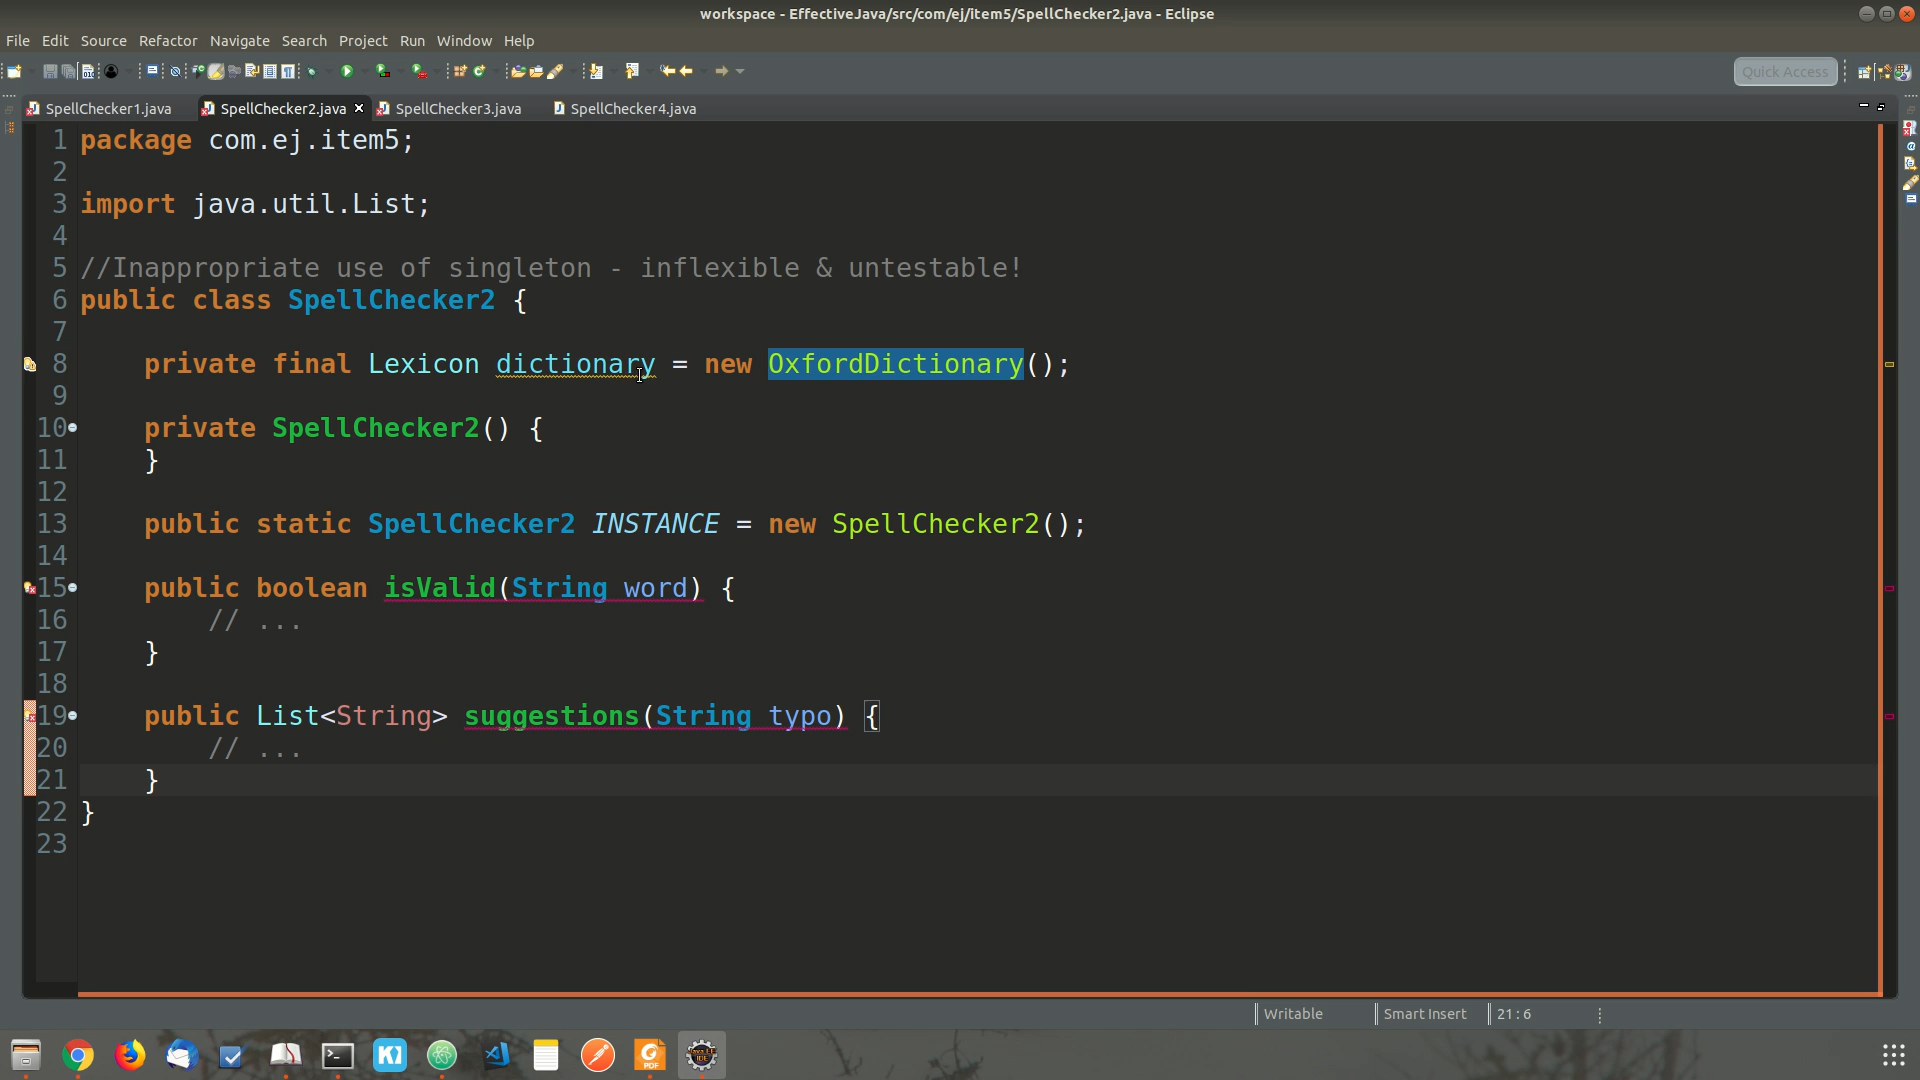 workspace - EffectiveJava/src/com/ej/item5/SpellChecker2.java - Eclipse
File Edit Source Refactor Navigate Search Project Run Window Help
Quick Access
SpellChecker1.java SpellChecker2.java SpellChecker3.java SpellChecker4.java
1 package com.ej.item5;
2
3 import java.util.List;
4
5 //Inappropriate use of singleton - inflexible & untestable!
6 public class SpellChecker2 {
7
8 private final Lexicon dictionary = new OxfordDictionary();
9
10 private SpellChecker2() {
11 }
12
13 public static SpellChecker2 INSTANCE = new SpellChecker2();
14
15 public boolean isValid(String word) {
16 // ...
17 }
18
19 public List<String> suggestions(String typo) {
20 // ...
21 }
22 }
23
Writable Smart Insert 21 : 6
PDF
Java EE
IDE